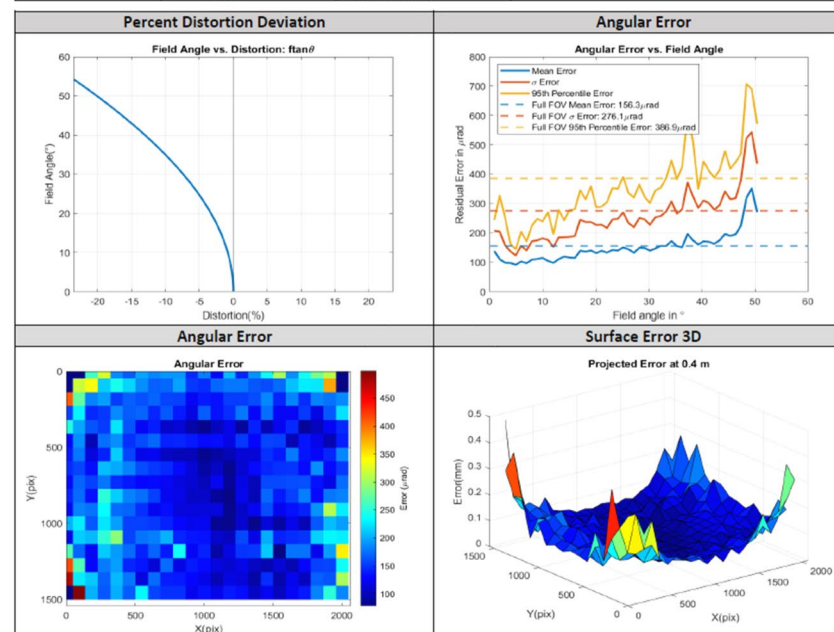 Percent Distortion Deviation
Angular Error
Field Angle vs. Distortion: ftanθ
60
50
40
30
20
10
0
Field Angle(°)
-20 -15 -10 -5 0 5 10 15 20
Distortion(%)
Angular Error vs. Field Angle
800
700
600
500
400
300
200
100
0
Residual Error in μrad
Mean Error
σ Error
95th Percentile Error
Full FOV Mean Error: 156.3μrad
Full FOV σ Error: 276.1μrad
Full FOV 95th Percentile Error: 386.9μrad
0 10 20 30 40 50 60
Field angle in °
Angular Error
Surface Error 3D
Angular Error
0
500
1000
1500
Y(pix)
0 500 1000 1500 2000
X(pix)
450
400
350
300
250
200
150
100
Error (μrad)
Projected Error at 0.4 m
0.5
0.4
0.3
0.2
0.1
0
Error(mm)
1500
1000
500
0
Y(pix)
0
500
1000
1500
2000
X(pix)